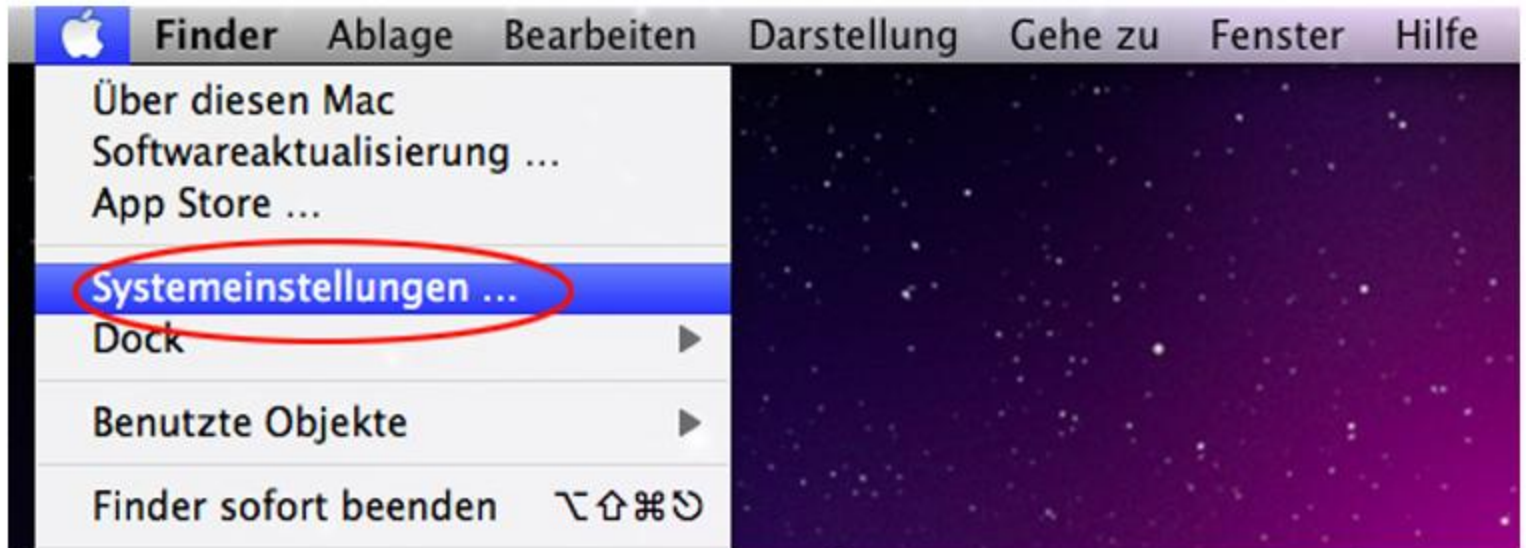 Finder Ablage Bearbeiten Darstellung Gehe zu Fenster Hilfe
Über diesen Mac
Softwareaktualisierung ...
App Store ...
Systemeinstellungen ...
Dock
Benutzte Objekte
Finder sofort beenden ⌥⇧⌘⎋